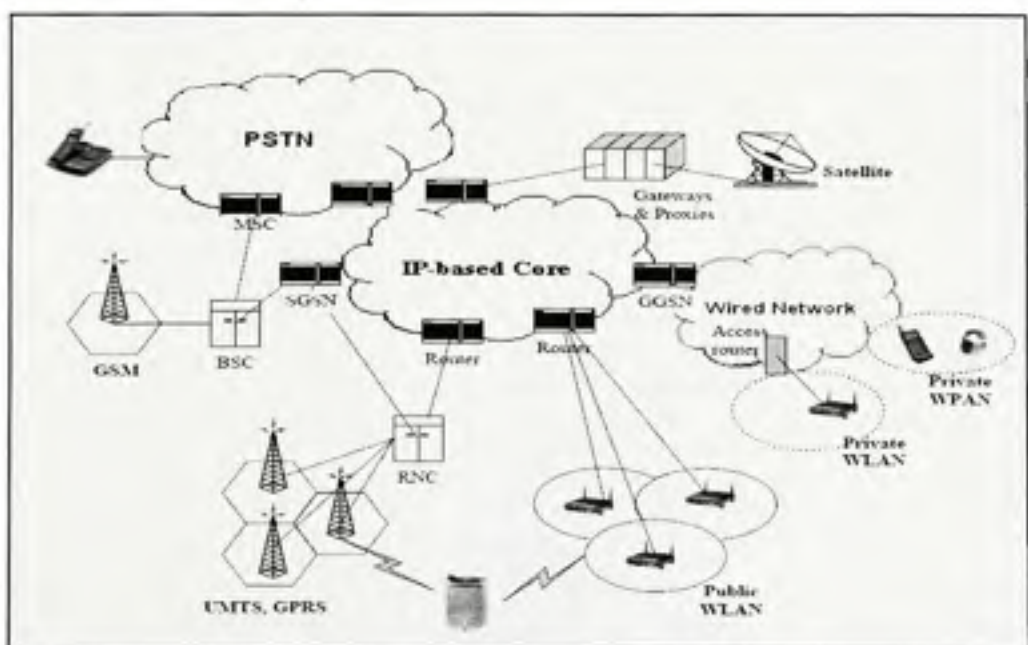 PSTN
MSC
Gateways
& Proxies
Satellite
IP-based Core
SGSN
GGSN
Wired Network
Access
router
GSM
BSC
Router
Router
Private
WPAN
Private
WLAN
RNC
UMTS, GPRS
Public
WLAN